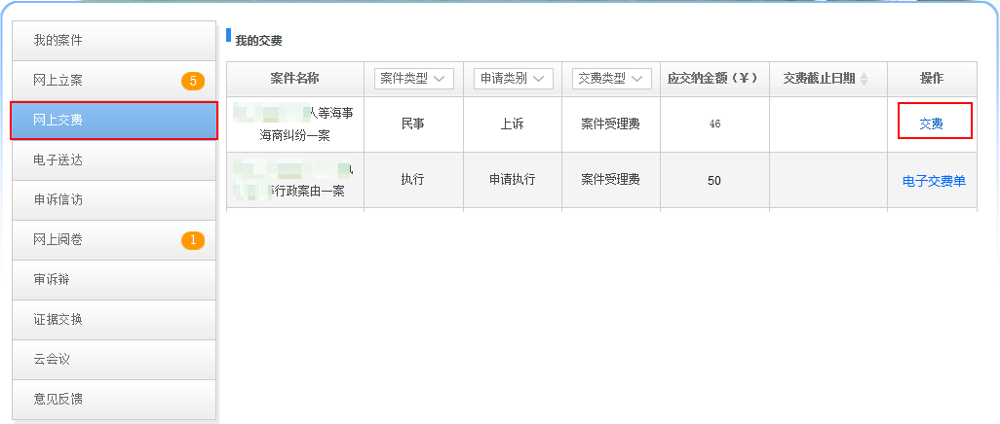 我的案件
网上立案 5
网上交费
电子送达
申诉信访
网上阅卷 1
审诉辩
证据交换
云会议
意见反馈
我的交费
案件名称 案件类型 申请类别 交费类型 应交纳金额（￥） 交费截止日期 操作
人等海事
海商纠纷一案 民事 上诉 案件受理费 46 交费
行政案由一案 执行 申请执行 案件受理费 50 电子交费单